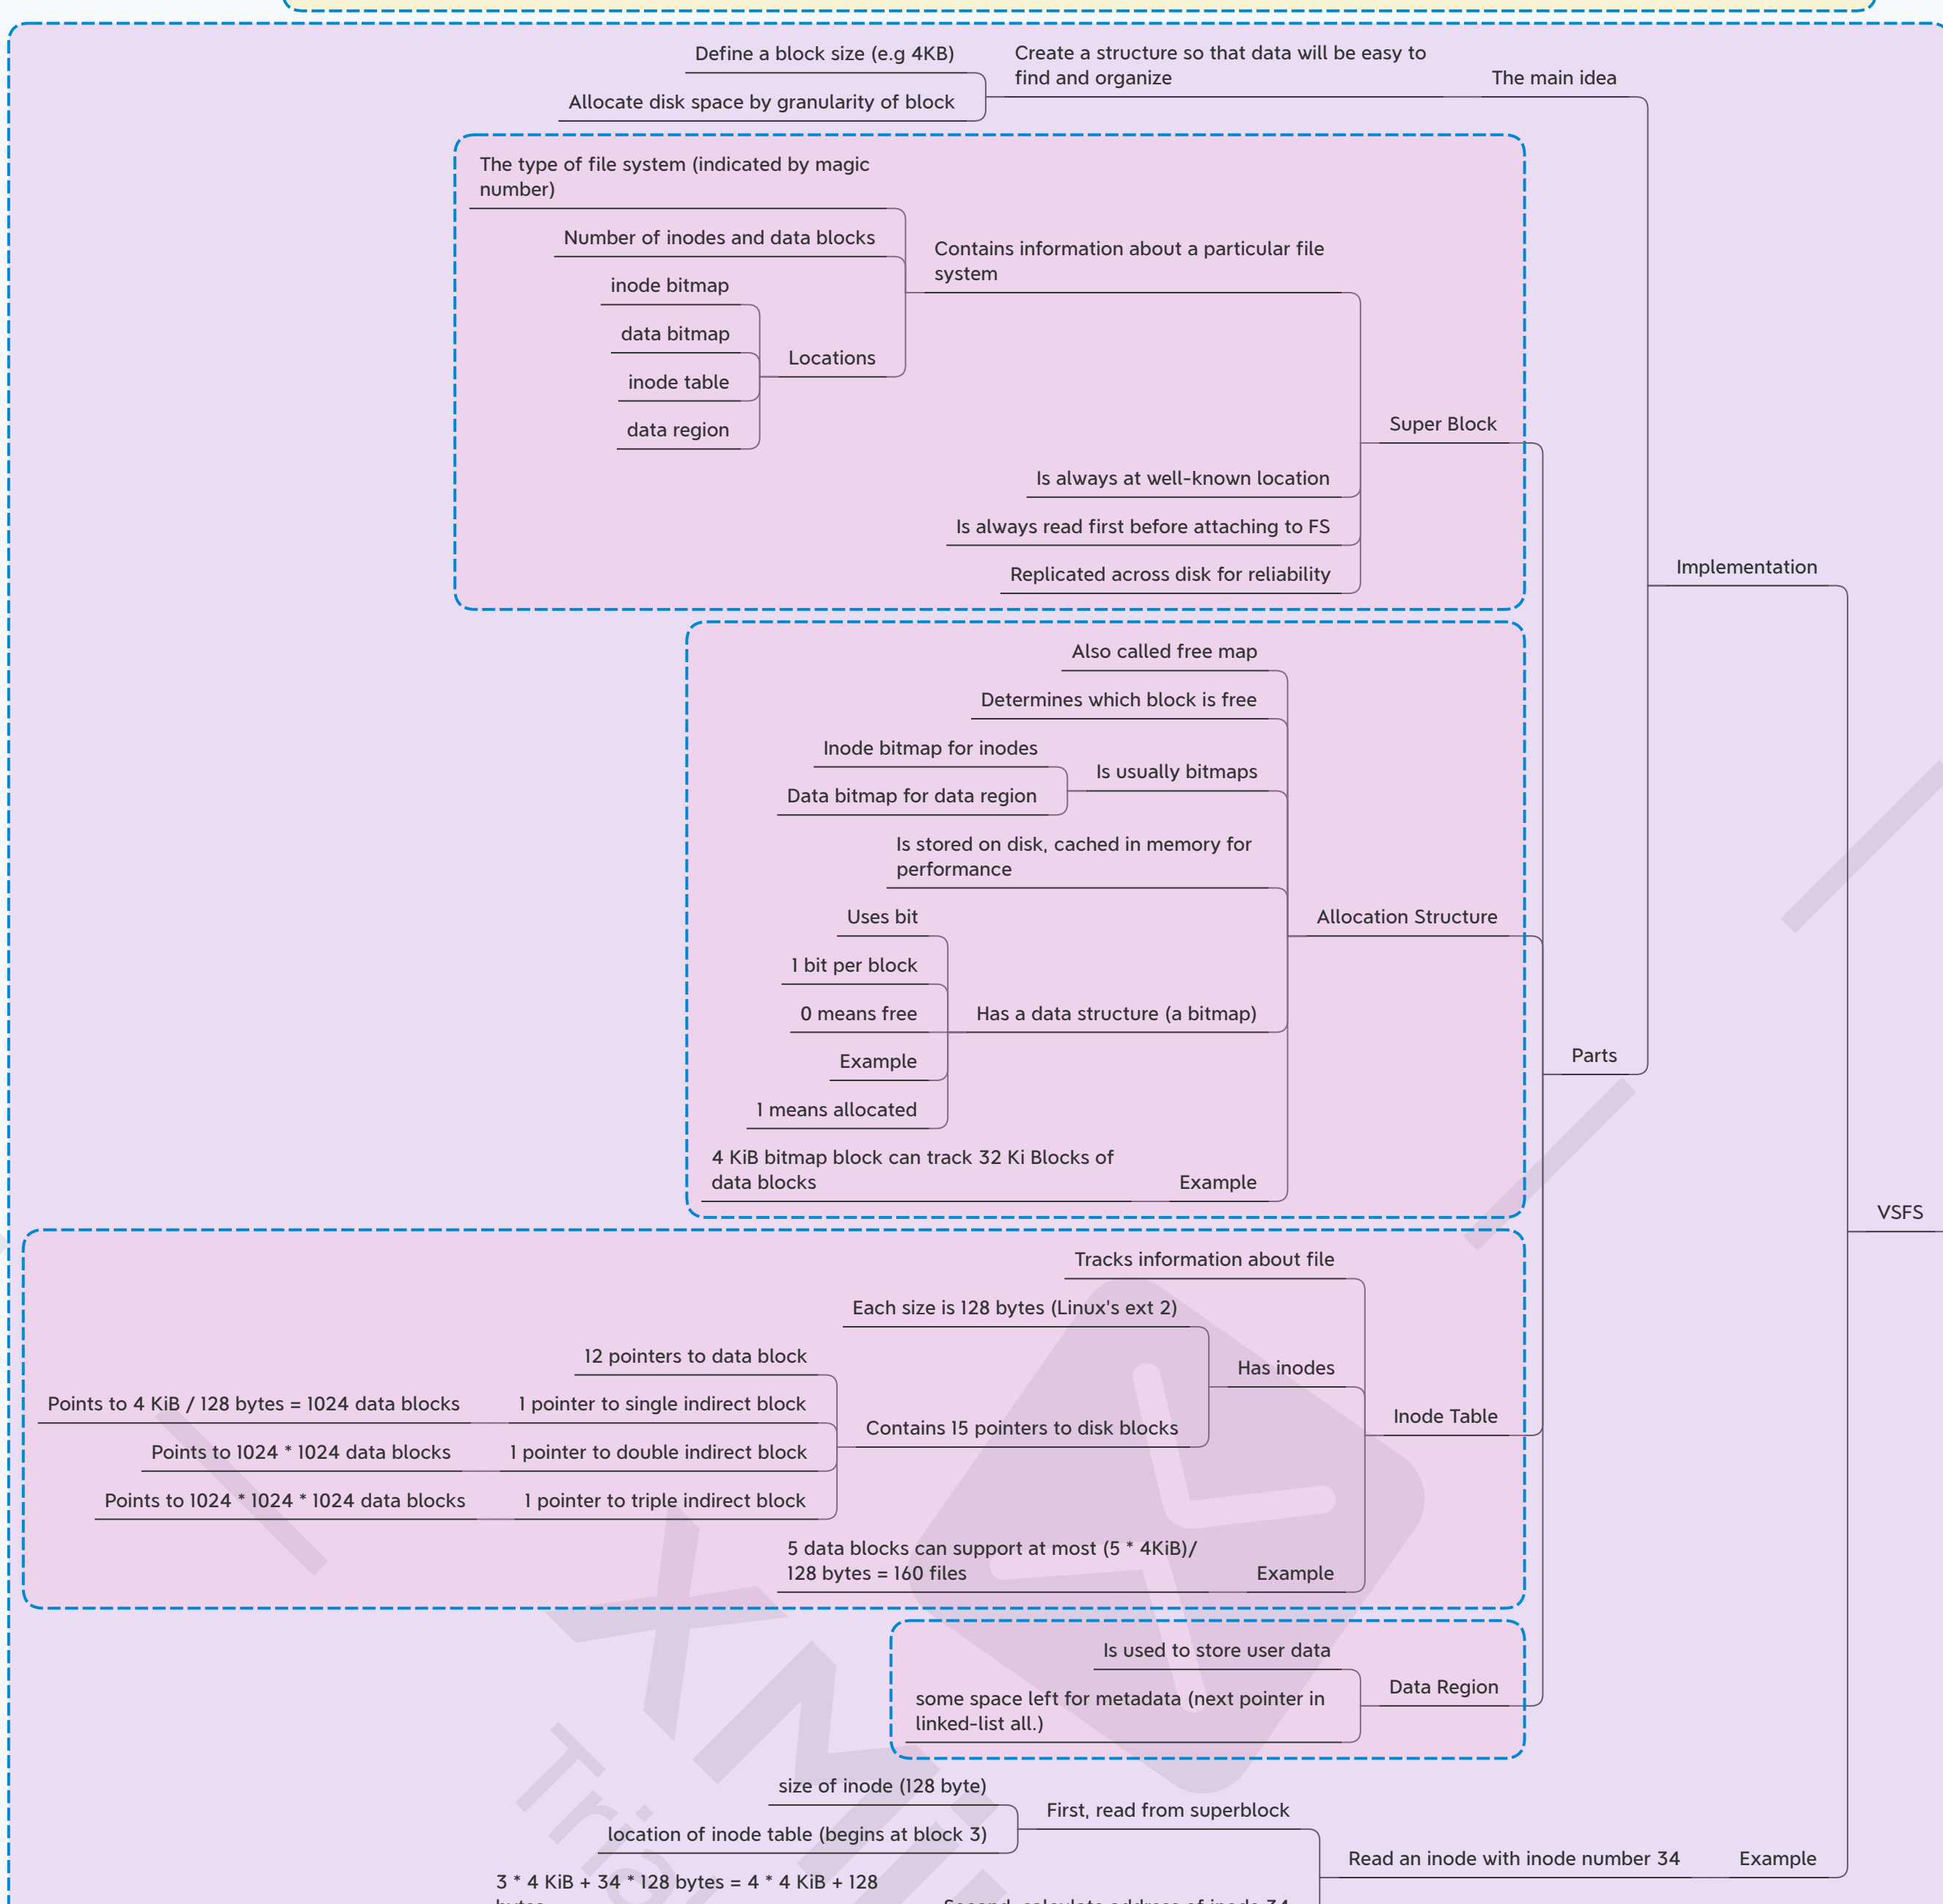 Define a block size (e.g 4KB)
Allocate disk space by granularity of block
Create a structure so that data will be easy to
find and organize
The main idea
The type of file system (indicated by magic
number)
Number of inodes and data blocks
inode bitmap
data bitmap
inode table
data region
Locations
Contains information about a particular file
system
Is always at well-known location
Is always read first before attaching to FS
Replicated across disk for reliability
Super Block
Implementation
Also called free map
Determines which block is free
Inode bitmap for inodes
Data bitmap for data region
Is usually bitmaps
Is stored on disk, cached in memory for
performance
Uses bit
1 bit per block
0 means free
Example
1 means allocated
Has a data structure (a bitmap)
4 KiB bitmap block can track 32 Ki Blocks of
data blocks
Example
Allocation Structure
Parts
VSFS
Tracks information about file
Each size is 128 bytes (Linux's ext 2)
12 pointers to data block
Points to 4 KiB / 128 bytes = 1024 data blocks
1 pointer to single indirect block
Points to 1024 * 1024 data blocks
1 pointer to double indirect block
Points to 1024 * 1024 * 1024 data blocks
1 pointer to triple indirect block
Contains 15 pointers to disk blocks
Has inodes
5 data blocks can support at most (5 * 4KiB)/
128 bytes = 160 files
Example
Inode Table
Is used to store user data
some space left for metadata (next pointer in
linked-list all.)
Data Region
size of inode (128 byte)
location of inode table (begins at block 3)
First, read from superblock
3 * 4 KiB + 34 * 128 bytes = 4 * 4 KiB + 128
Read an inode with inode number 34
Example